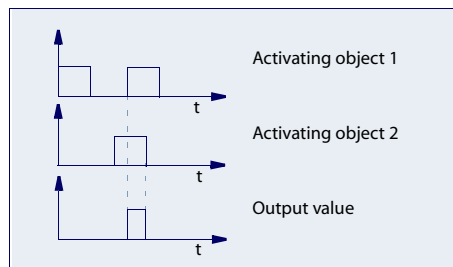 Activating object 1
t
Activating object 2
t
Output value
t